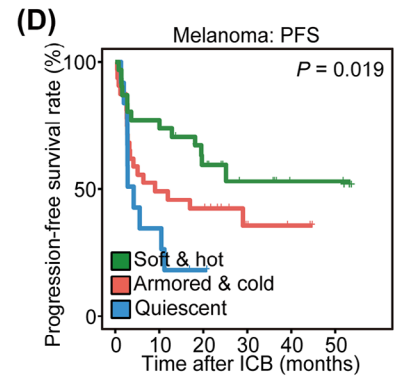 (D)
Melanoma: PFS
P = 0.019
Progression-free survival rate (%)
100
50
0
Soft & hot
Armored & cold
Quiescent
0 10 20 30 40 50
Time after ICB (months)